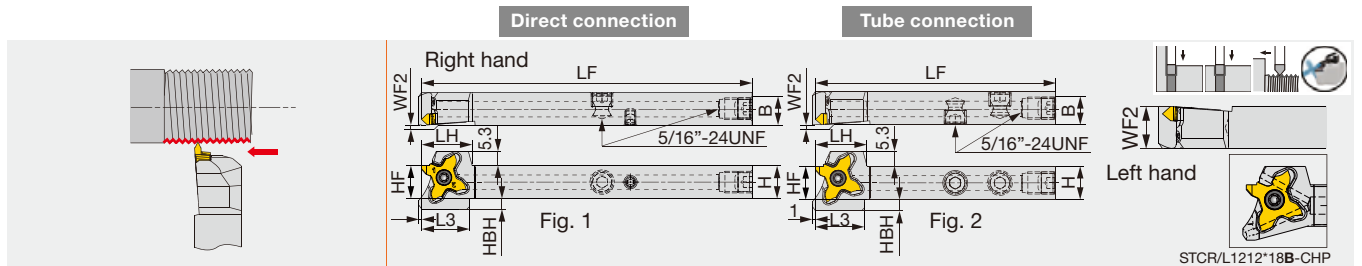 Direct connection
Tube connection
Right hand
LF
WF2
B
LH
5.3
5/16”-24UNF
HF
H
L3
HBH
Fig. 1
LF
WF2
B
LH
5.3
5/16”-24UNF
HF
H
1
L3
HBH
Fig. 2
WF2
Left hand
STCR/L1212*18B-CHP